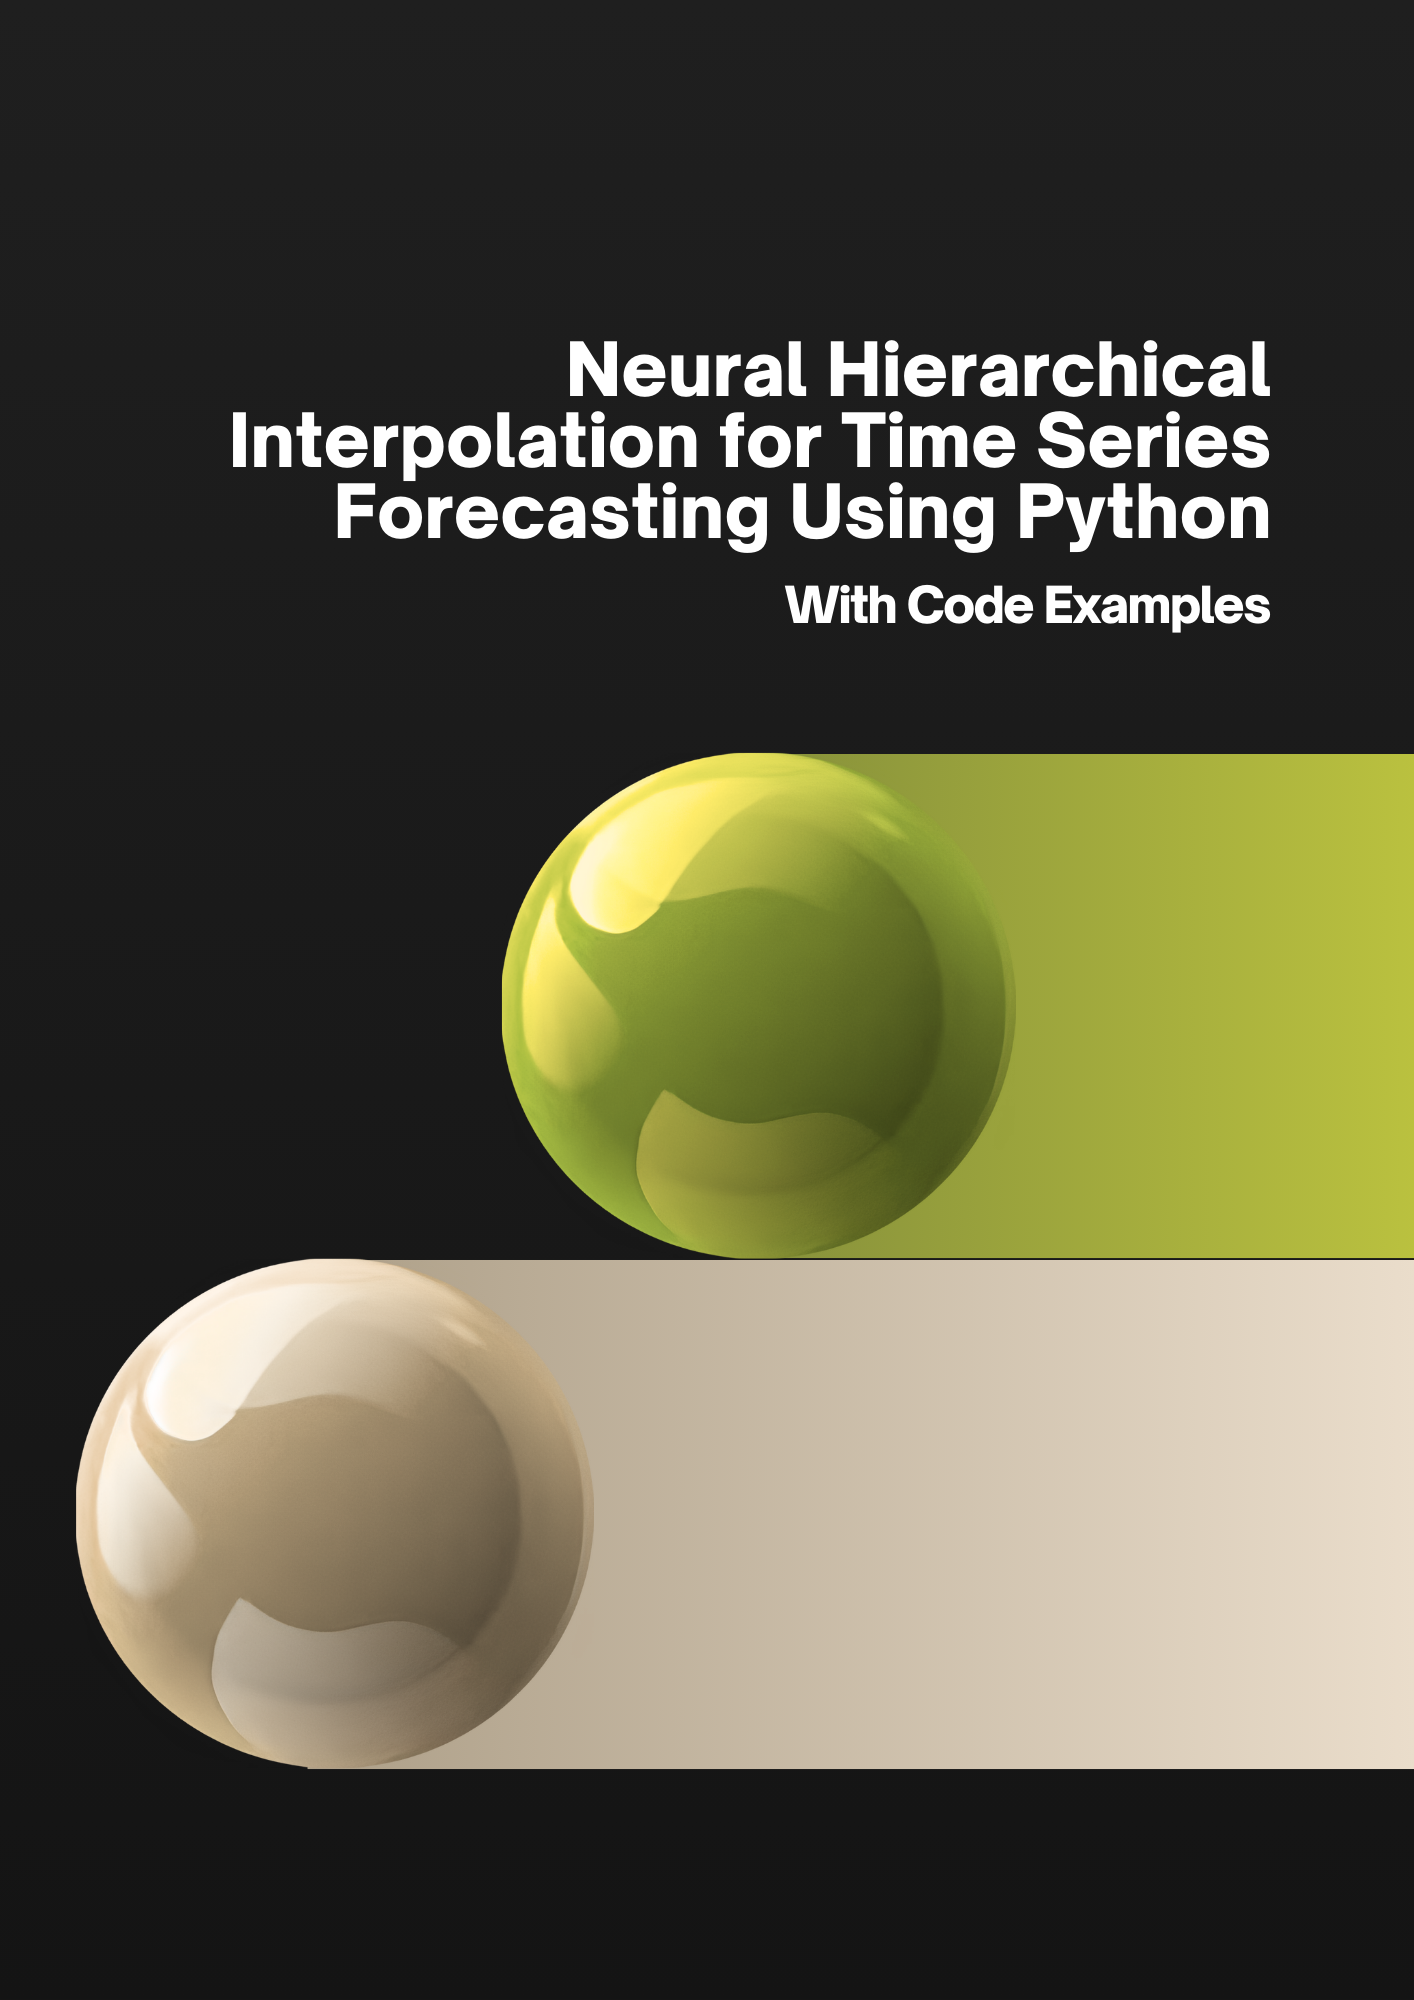 Neural Hierarchical
Interpolation for Time Series
Forecasting Using Python
With Code Examples